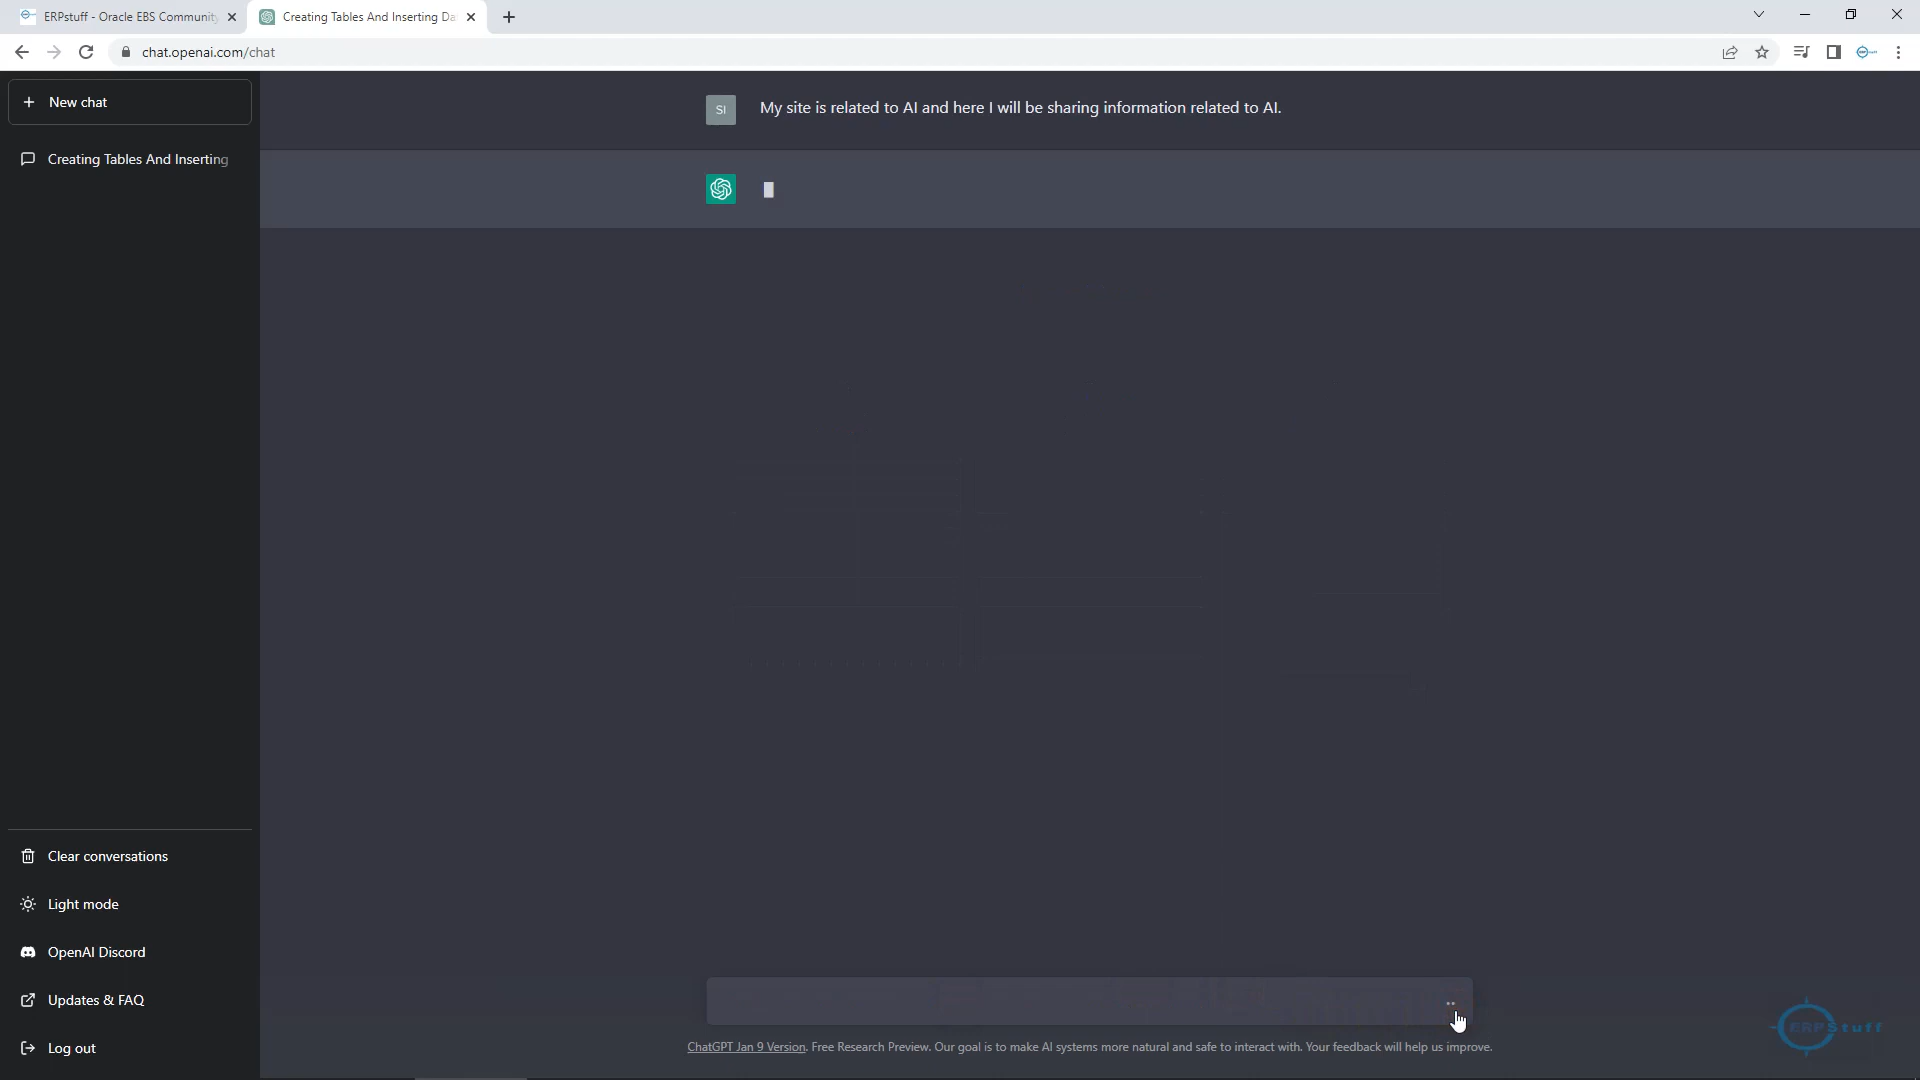 ERPstuff - Oracle EBS Community
Creating Tables And Inserting Da
chat.openai.com/chat
New chat
Creating Tables And Inserting
SI
My site is related to AI and here I will be sharing information related to AI.
Clear conversations
Light mode
OpenAI Discord
Updates & FAQ
Log out
ChatGPT Jan 9 Version. Free Research Preview. Our goal is to make AI systems more natural and safe to interact with. Your feedback will help us improve.
ERPStuff